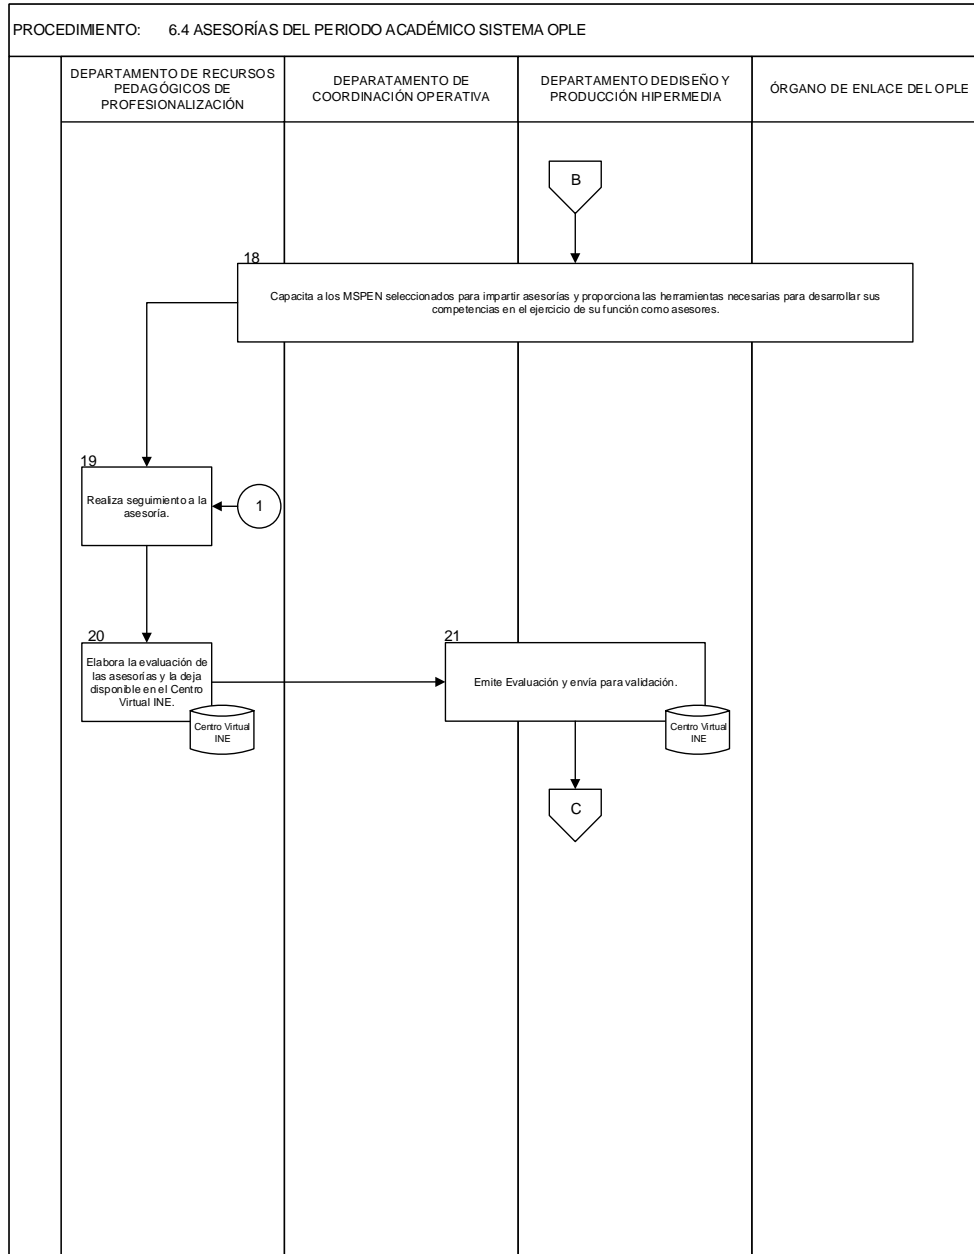 PROCEDIMIENTO: 6.4 ASESORÍAS DEL PERIODO ACADÉMICO SISTEMA OPLE
DEPARTAMENTO DE RECURSOS
PEDAGÓGICOS DE
PROFESIONALIZACIÓN
DEPARATAMENTO DE
COORDINACIÓN OPERATIVA
DEPARTAMENTO DE DISEÑO Y
PRODUCCIÓN HIPERMEDIA
ÓRGANO DE ENLACE DEL OPLE
B
18
Capacita a los MSPEN seleccionados para impartir asesorías y proporciona las herramientas necesarias para desarrollar sus
competencias en el ejercicio de su función como asesores.
19
Realiza seguimiento a la
asesoría.
1
20
Elabora la evaluación de
las asesorías y la deja
disponible en el Centro
Virtual INE.
Centro Virtual
INE
21
Emite Evaluación y envía para validación.
Centro Virtual
INE
C